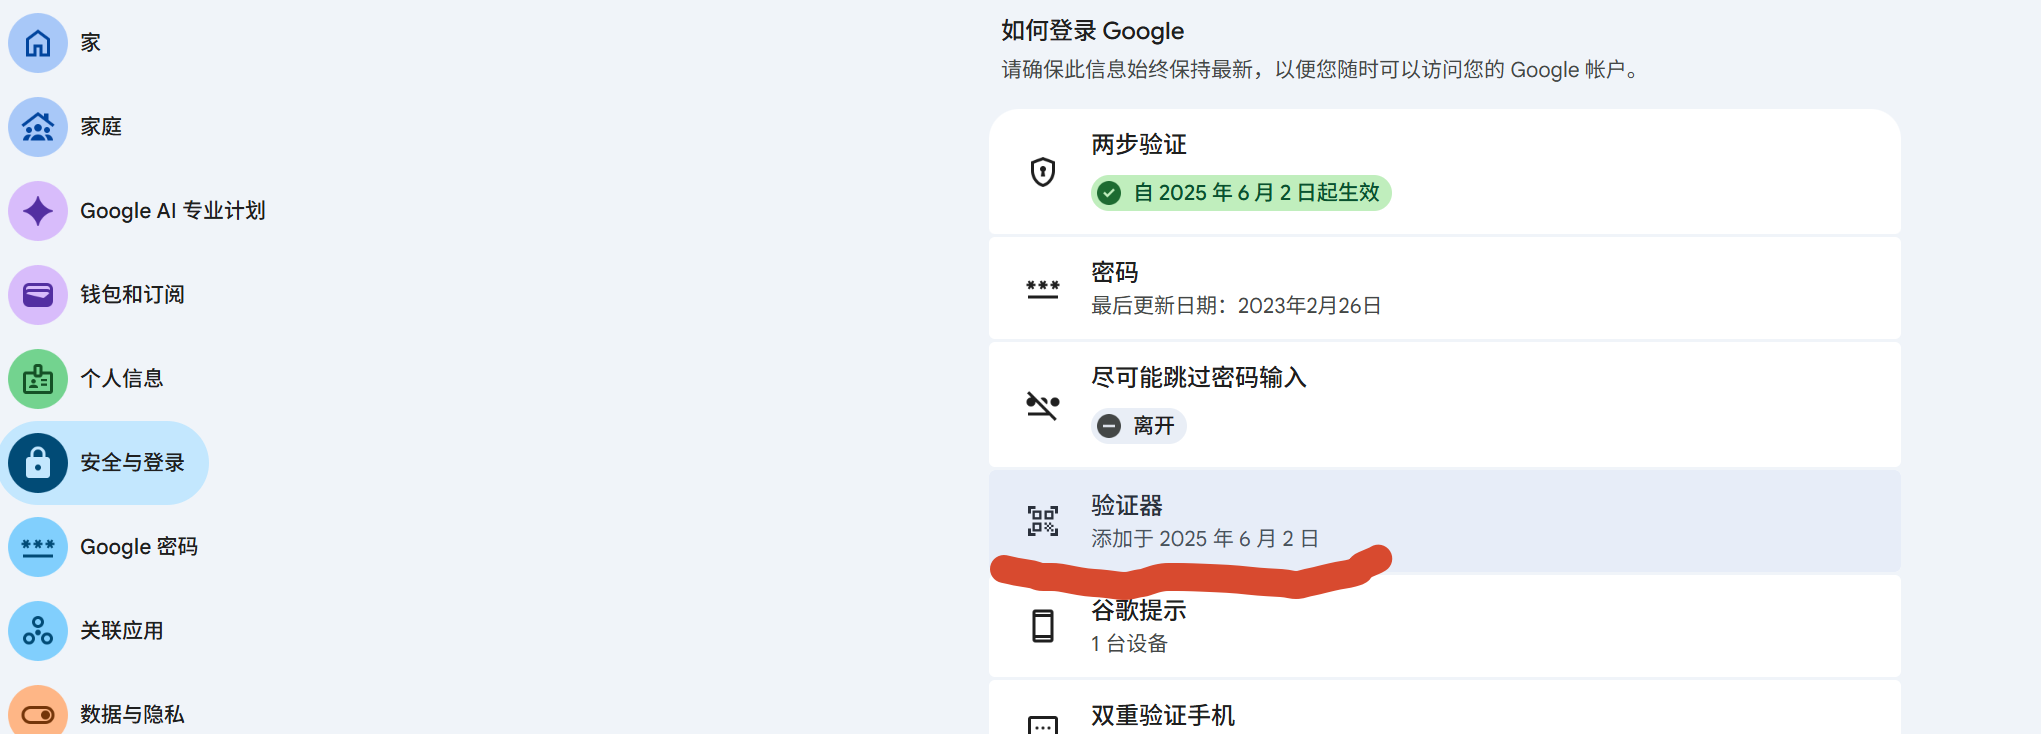 家
家庭
Google AI 专业计划
钱包和订阅
个人信息
安全与登录
Google 密码
关联应用
数据与隐私
如何登录 Google
请确保此信息始终保持最新，以便您随时可以访问您的 Google 帐户。
两步验证
自 2025 年 6 月 2 日起生效
密码
最后更新日期：2023年2月26日
尽可能跳过密码输入
离开
验证器
添加于 2025 年 6 月 2 日
谷歌提示
1 台设备
双重验证手机